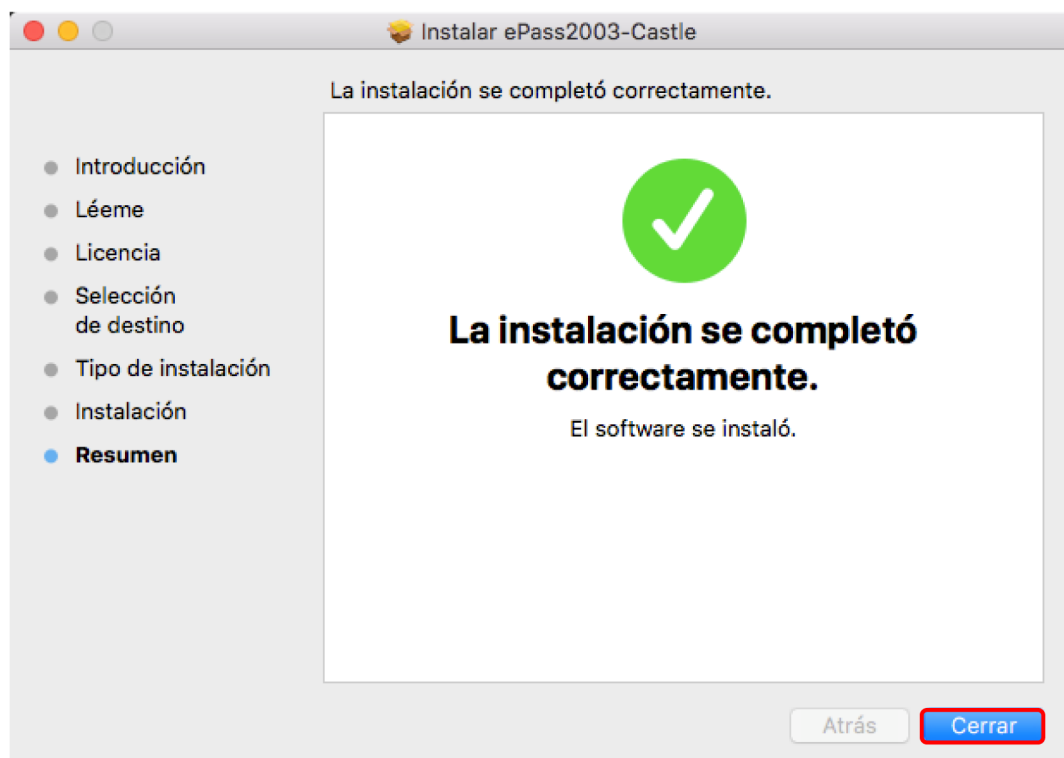 Instalar ePass2003-Castle
La instalación se completó correctamente.
Introducción
Léeme
Licencia
Selección
de destino
Tipo de instalación
Instalación
Resumen
La instalación se completó
correctamente.
El software se instaló.
Atrás
Cerrar